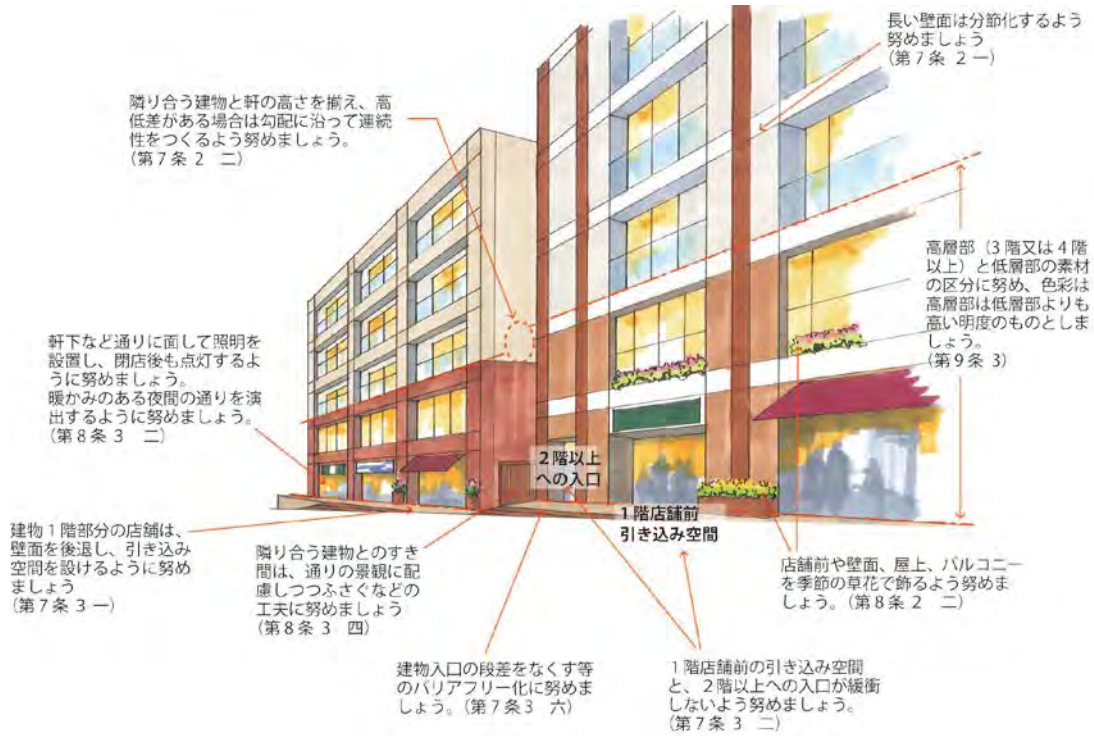 長い壁面は分節化するよう
努めましょう
(第7条 2 一)
隣り合う建物と軒の高さを揃え、高
低差がある場合は勾配に沿って連続
性をつくるよう努めましょう。
(第7条 2 二)
高層部（3階又は4階
以上）と低層部の素材
の区分に努め、色彩は
高層部は低層部よりも
高い明度のものとしま
しょう。
(第9条 3)
軒下など通りに面して照明を
設置し、閉店後も点灯するよ
うに努めましょう。
暖かみのある夜間の通りを演
出するように努めましょう。
(第8条 3 二)
2階以上
への入口
1階店舗前
引き込み空間
建物1階部分の店舗は、
壁面を後退し、引き込み
空間を設けるように努め
ましょう
(第7条 3 一)
隣り合う建物とのすき
間は、通りの景観に配
慮しつつふさぐなどの
工夫に努めましょう
(第8条 3 四)
店舗前や壁面、屋上、バルコニー
を季節の草花で飾るよう努めま
しょう。(第8条 2 二)
建物入口の段差をなくす等
のバリアフリー化に努めま
しょう。(第7条3 六)
1階店舗前の引き込み空間
と、2階以上への入口が緩衝
しないよう努めましょう。
(第7条 3 二)